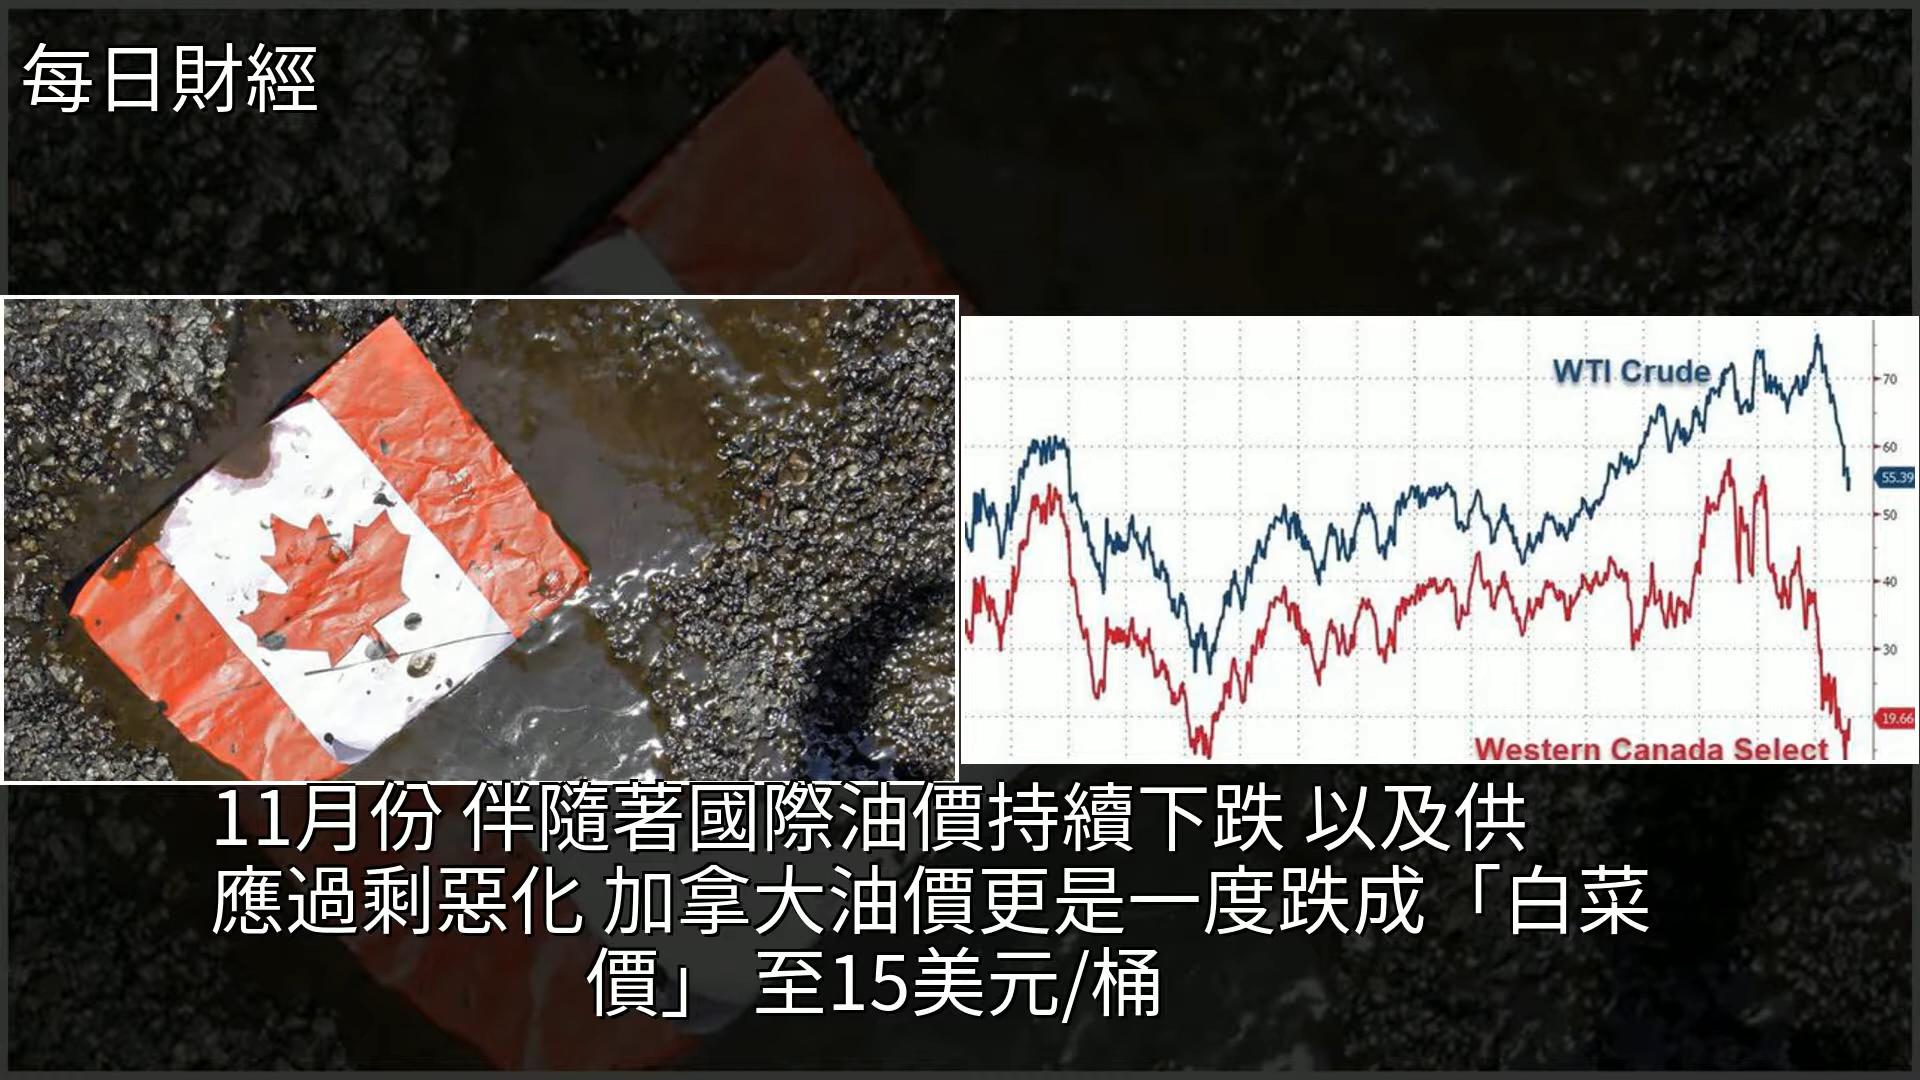 每日財經
WTI Crude
70
60
55.39
50
40
30
19.66
Western Canada Select
11月份 伴隨著國際油價持續下跌 以及供
應過剩惡化 加拿大油價更是一度跌成「白菜
價」 至15美元/桶